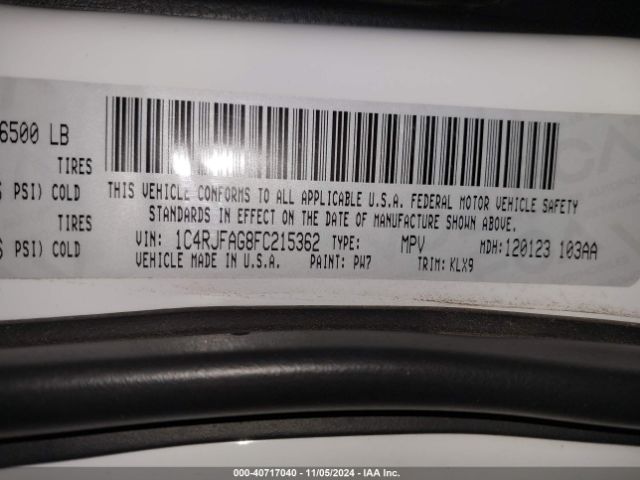 6500 LB
TIRES
PSI) COLD
TIRES
PSI) COLD
THIS VEHICLE CONFORMS TO ALL APPLICABLE U.S.A. FEDERAL MOTOR VEHICLE SAFETY
STANDARDS IN EFFECT ON THE DATE OF MANUFACTURE SHOWN ABOVE.
VIN: 1C4RJFAG8FC215362 TYPE: MPV MDH: 120123 103AA
VEHICLE MADE IN U.S.A. PAINT: PW7 TRIM: KLX9
000-40717040 | 11/05/2024 - IAA Inc.